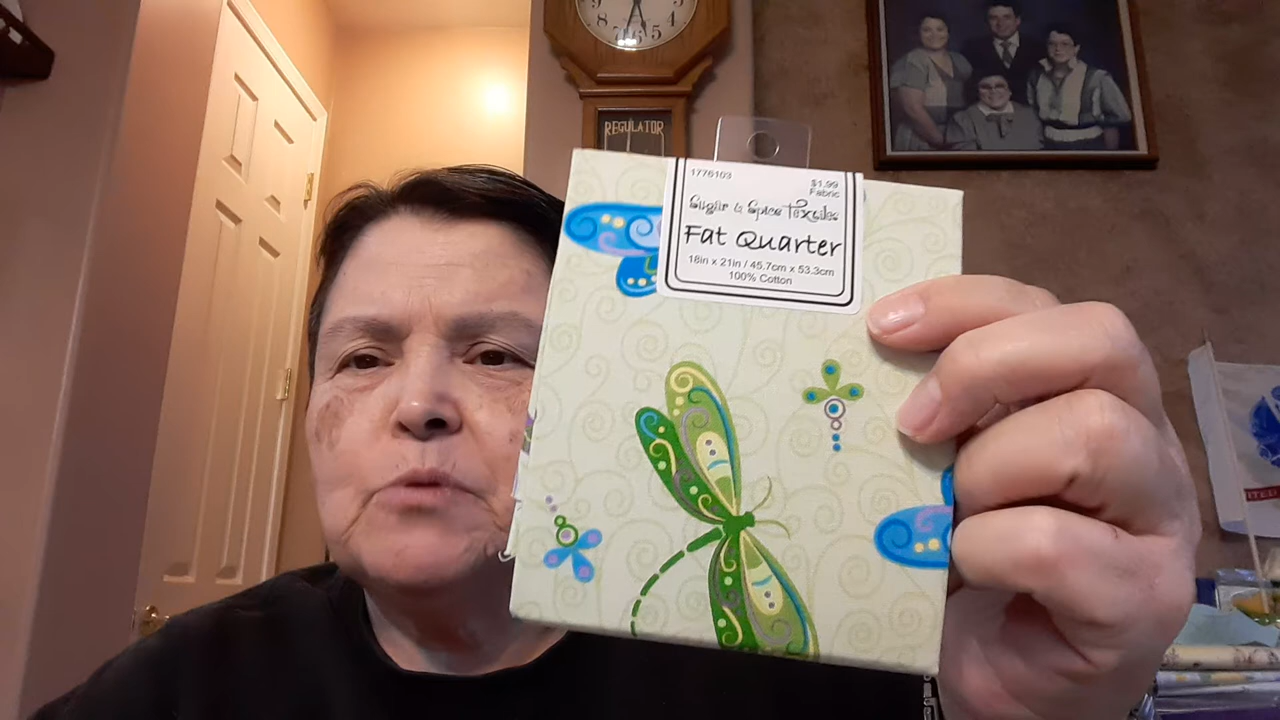 REGULATOR
1776103
$1.99
Fabric
Sugar & Spice Textiles
Fat Quarter
18in x 21in / 45.7cm x 53.3cm
100% Cotton